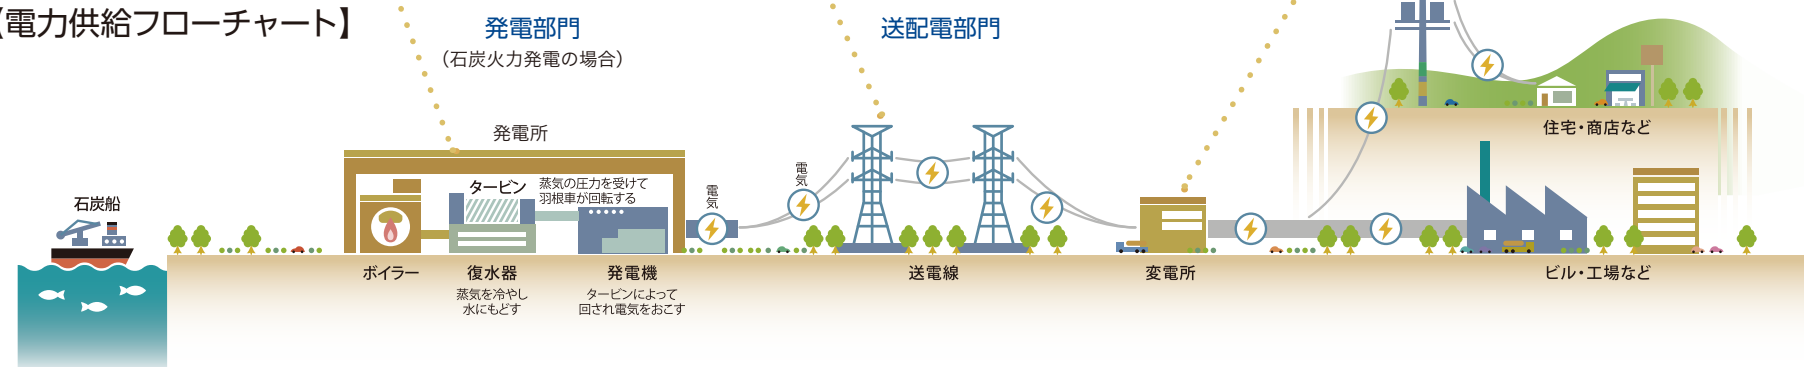 【電力供給フローチャート】
発電部門
（石炭火力発電の場合）
送配電部門
住宅・商店など
発電所
電気
電気
タービン
蒸気の圧力を受けて
羽根車が回転する
石炭船
ボイラー
復水器
蒸気を冷やし
水にもどす
発電機
タービンによって
回され電気をおこす
送電線
変電所
ビル・工場など